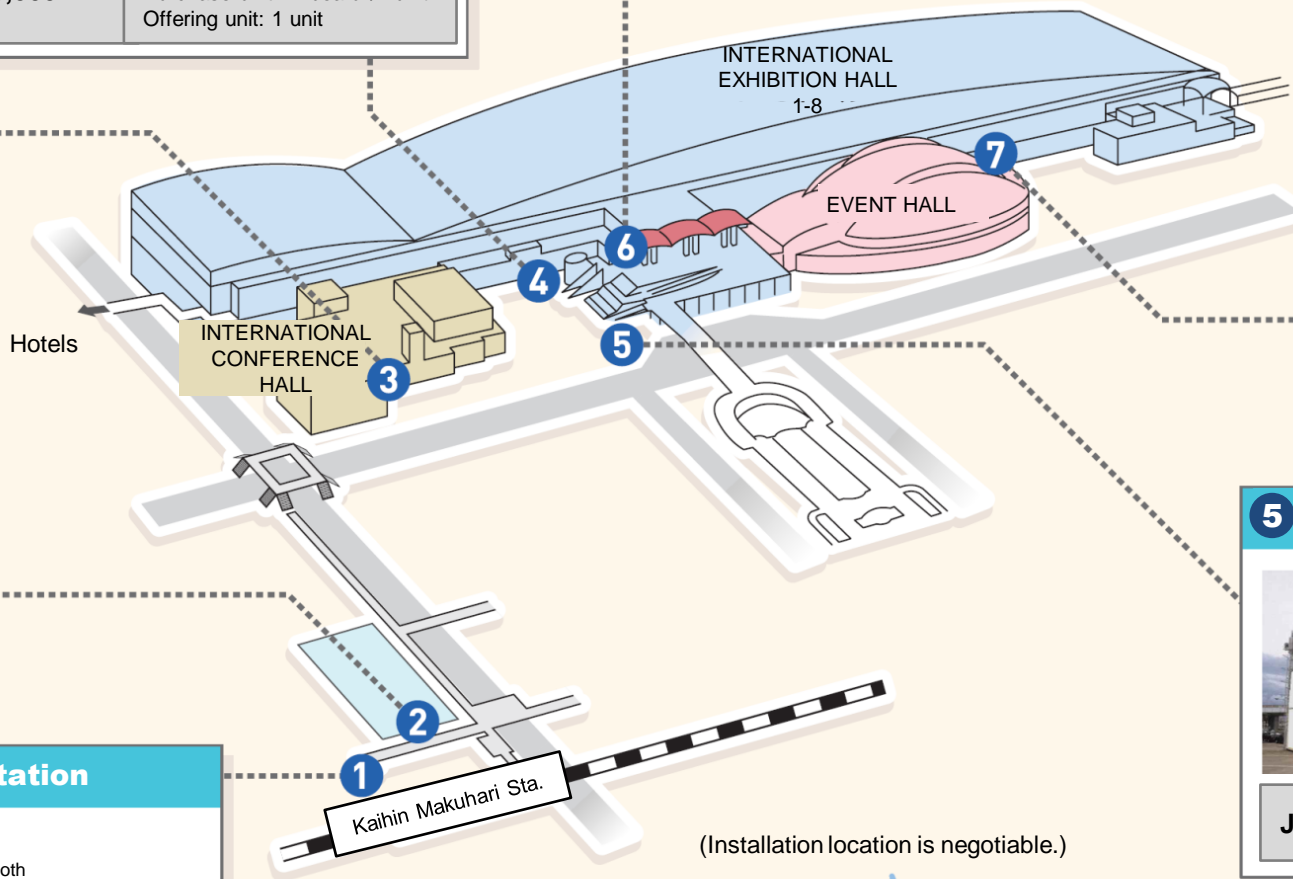 Offering unit: 1 unit
INTERNATIONAL
EXHIBITION HALL
1-8
7
EVENT HALL
6
4
Hotels
INTERNATIONAL
CONFERENCE
HALL
5
3
5
2
tation
1
Kaihin Makuhari Sta.
(Installation location is negotiable.)
J
oth